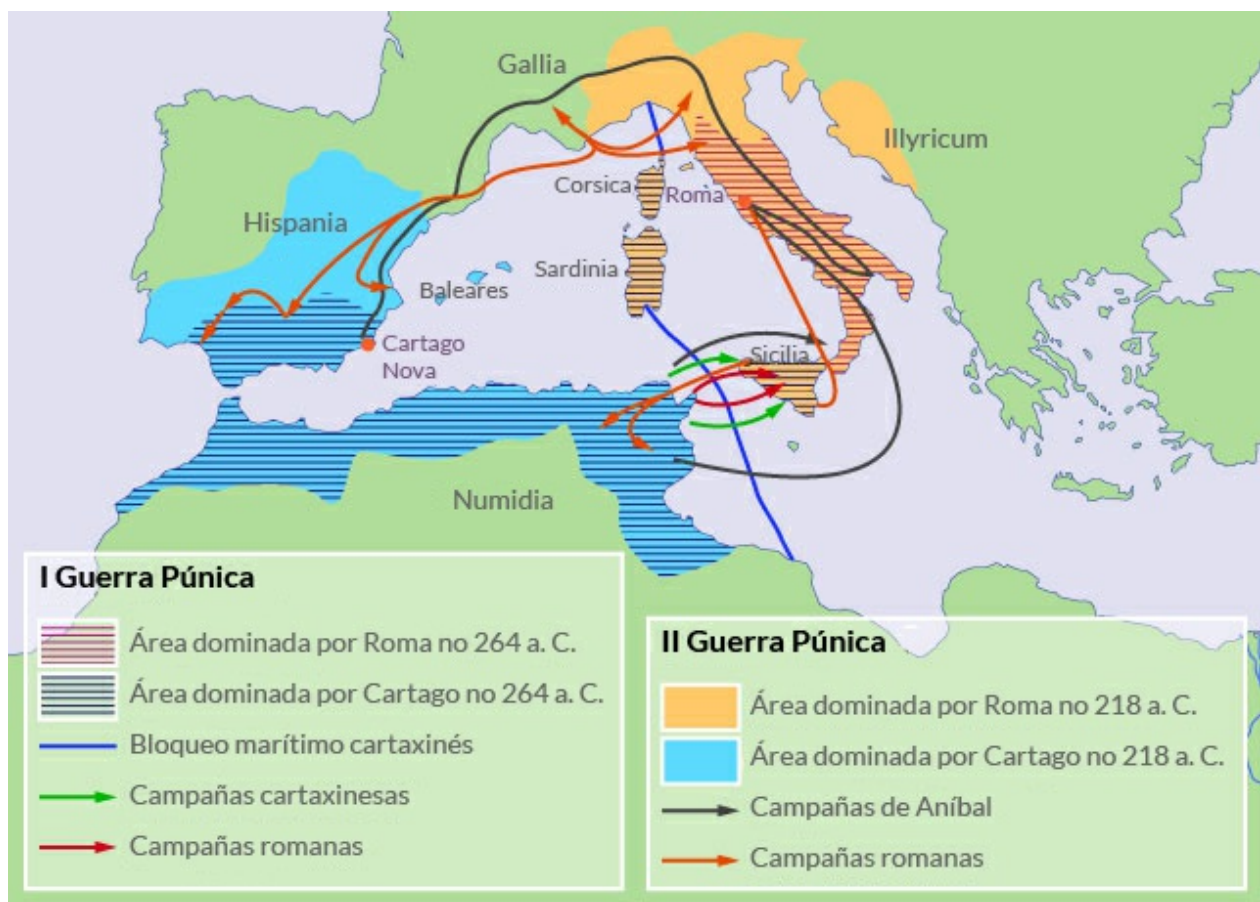 Gallia
Illyricum
Corsica
Roma
Hispania
Sardinia
Baleares
Cartago
Nova
Sicilia
Numidia
I Guerra Púnica
Área dominada por Roma no 264 a. C.
Área dominada por Cartago no 264 a. C.
Bloqueo marítimo cartaxinés
Campañas cartaxinesas
Campañas romanas
II Guerra Púnica
Área dominada por Roma no 218 a. C.
Área dominada por Cartago no 218 a. C.
Campañas de Aníbal
Campañas romanas